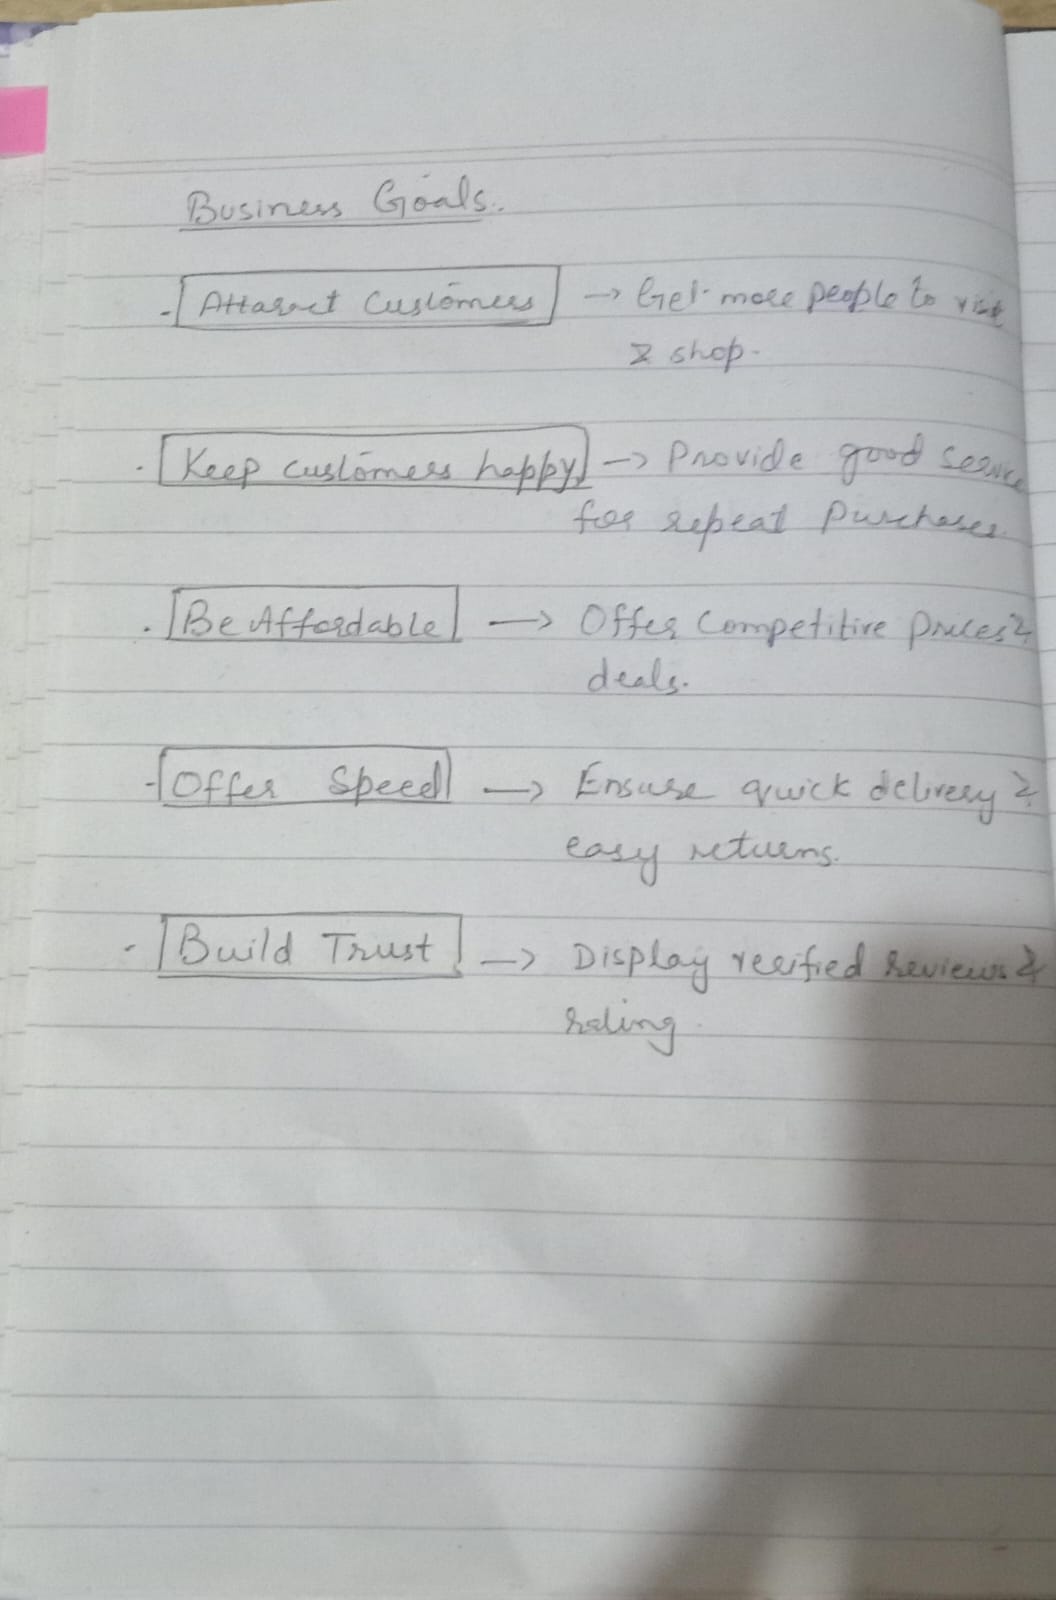 Business Goals.
- Attaract Customers → Get more people to visit
& shop.
. Keep customers happy → Provide good service
for repeat Purchases.
. Be Affordable → Offer Competitive prices &
deals.
- Offer Speed → Ensure quick delivery &
easy returns.
- Build Trust → Display verified reviews &
rating.